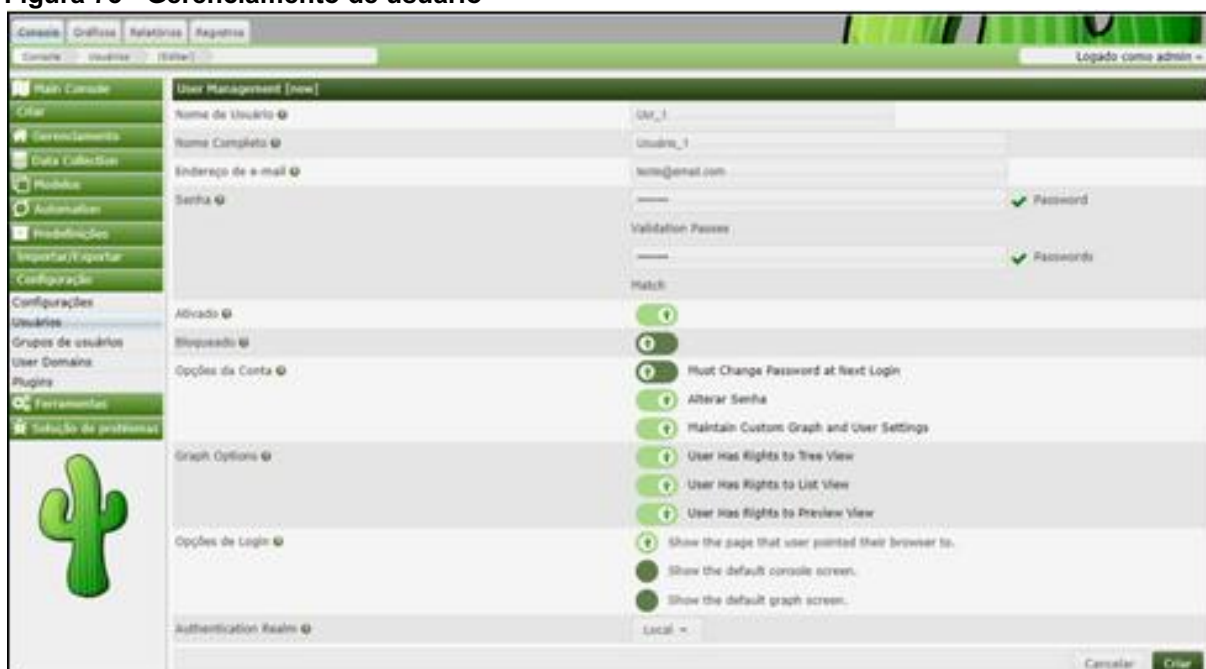 Console Gráficos Relatórios Registros
Console Usuários (Editar)
Logado como admin
Main Console
Criar
Gerenciamento
Data Collection
Modelos
Automation
Predefinições
Importar/Exportar
Configuração
Configurações
Usuários
Grupos de usuários
User Domains
Plugins
Ferramentas
Solução de problemas
User Management [new]
Nome de Usuário
Usr_1
Nome Completo
Usuário_1
Endereço de e-mail
teste@email.com
Senha
Password
Validation Passes
Passwords
Match
Ativado
Bloqueado
Opções da Conta
Must Change Password at Next Login
Alterar Senha
Maintain Custom Graph and User Settings
Graph Options
User Has Rights to Tree View
User Has Rights to List View
User Has Rights to Preview View
Opções de Login
Show the page that user pointed their browser to.
Show the default console screen.
Show the default graph screen.
Authentication Realm
Local
Cancelar Criar